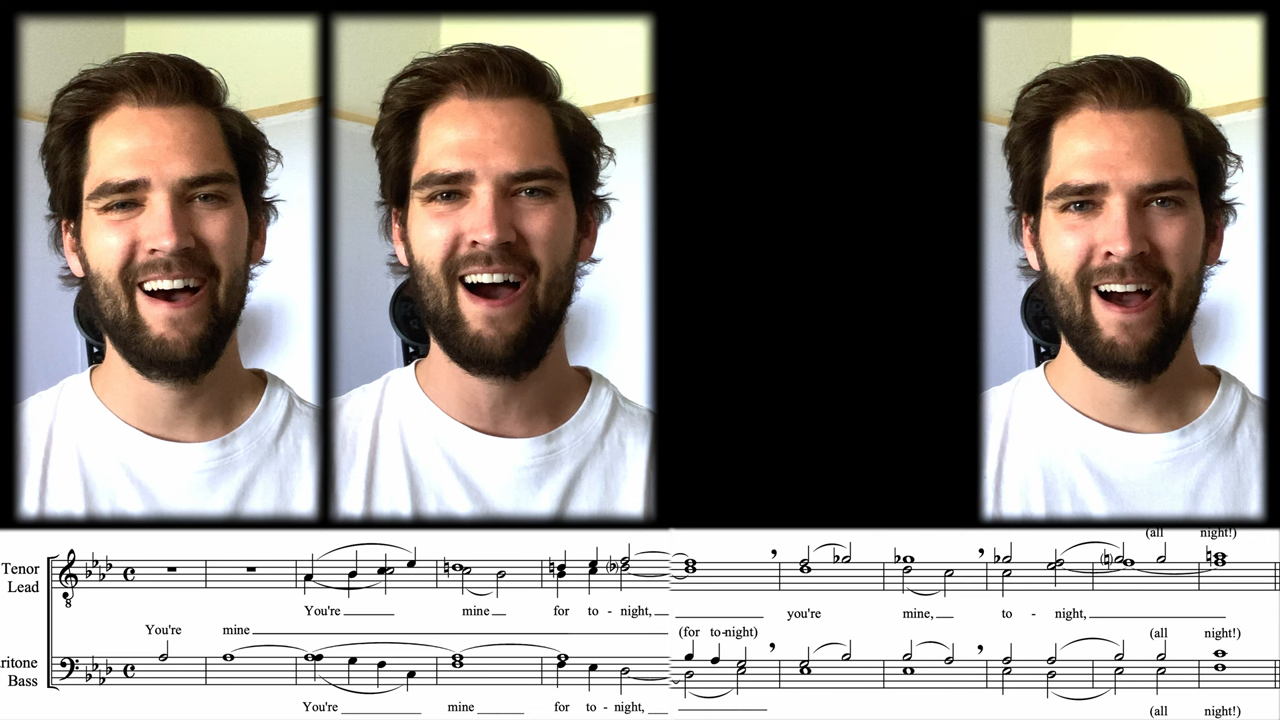 (all night!)
Tenor
Lead
8
You're mine for to - night, you're mine, to - night,
You're mine (for to-night) (all night!)
ritone
Bass
You're mine for to - night,
(all night!)